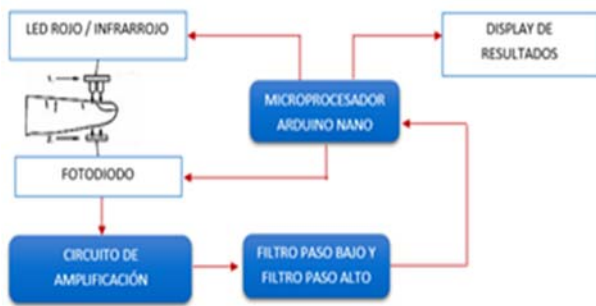 LED ROJO / INFRARROJO
DISPLAY DE
RESULTADOS
1.
MICROPROCESADOR
ARDUINO NANO
2.
FOTODIODO
CIRCUITO DE
AMPLIFICACIÓN
FILTRO PASO BAJO Y
FILTRO PASO ALTO